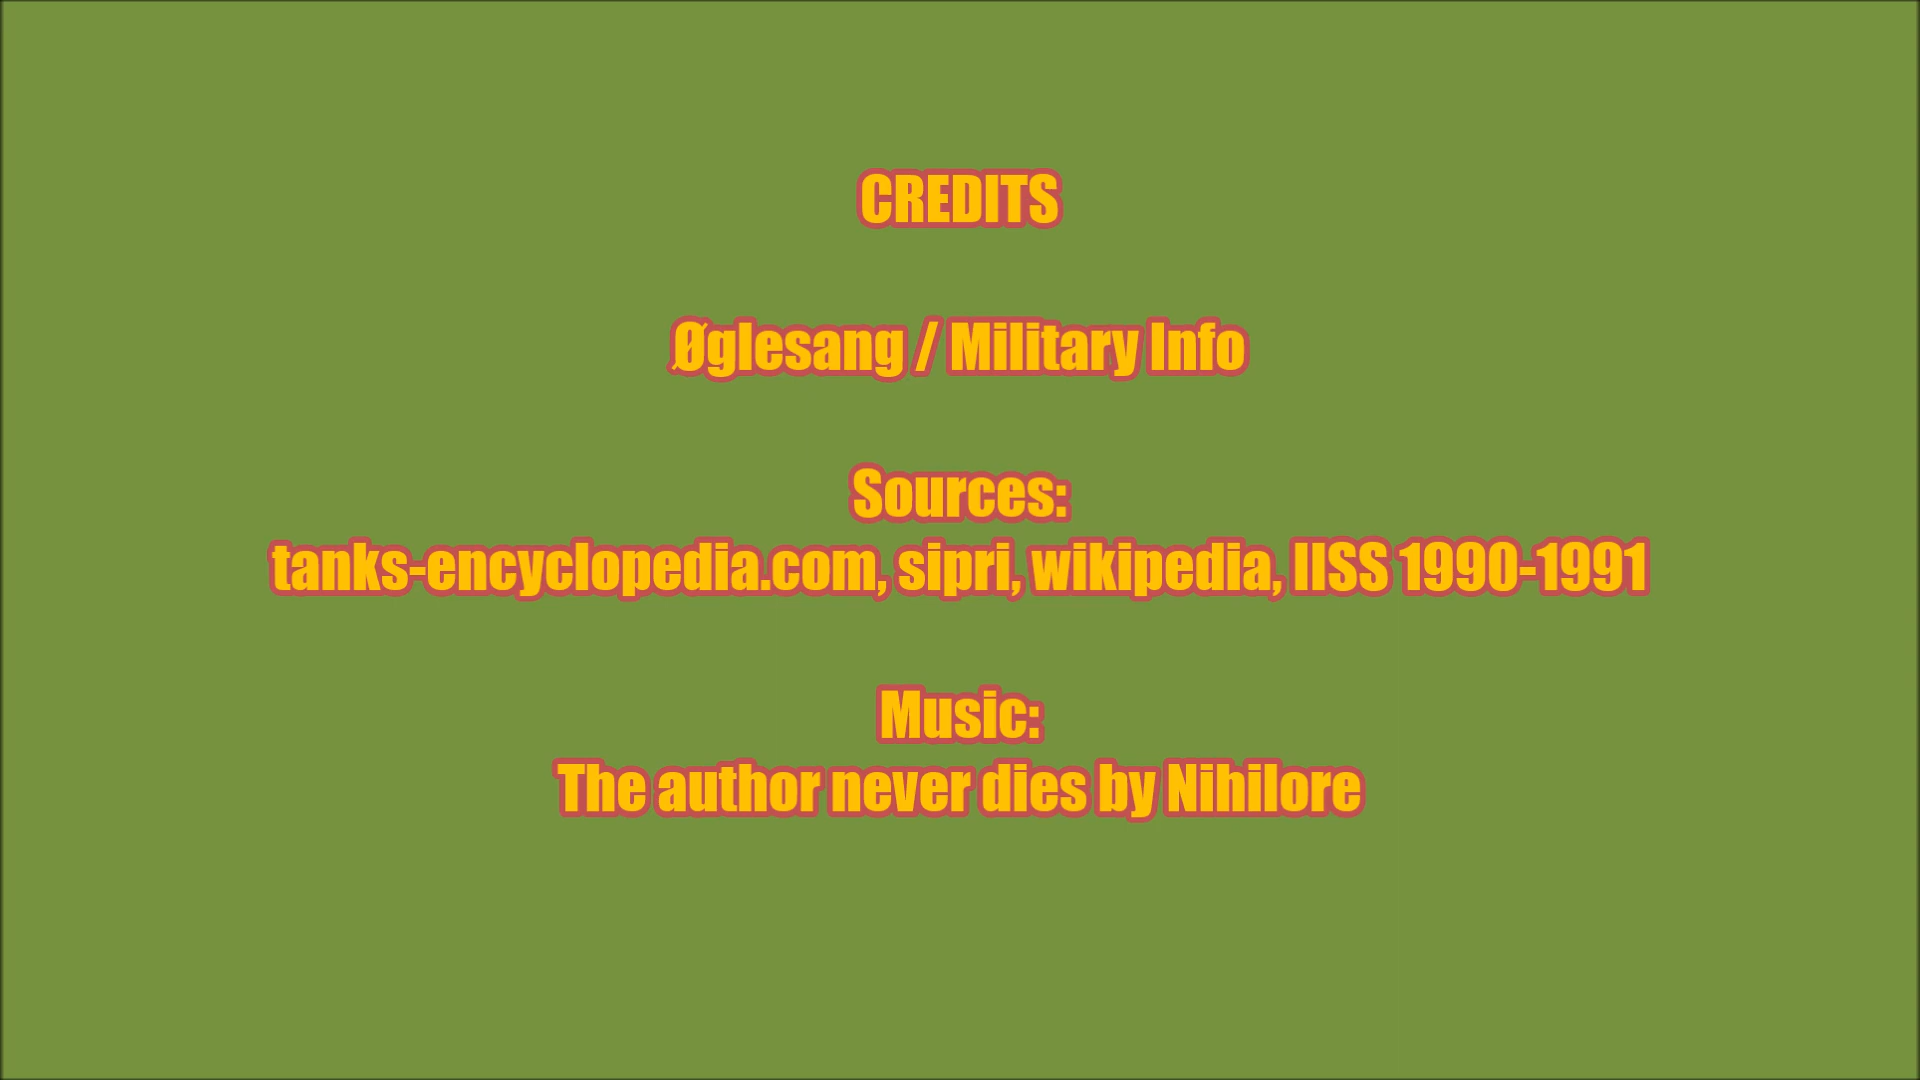 CREDITS
Øglesang / Military Info
Sources:
tanks-encyclopedia.com, sipri, wikipedia, IISS 1990-1991
Music:
The author never dies by Nihilore